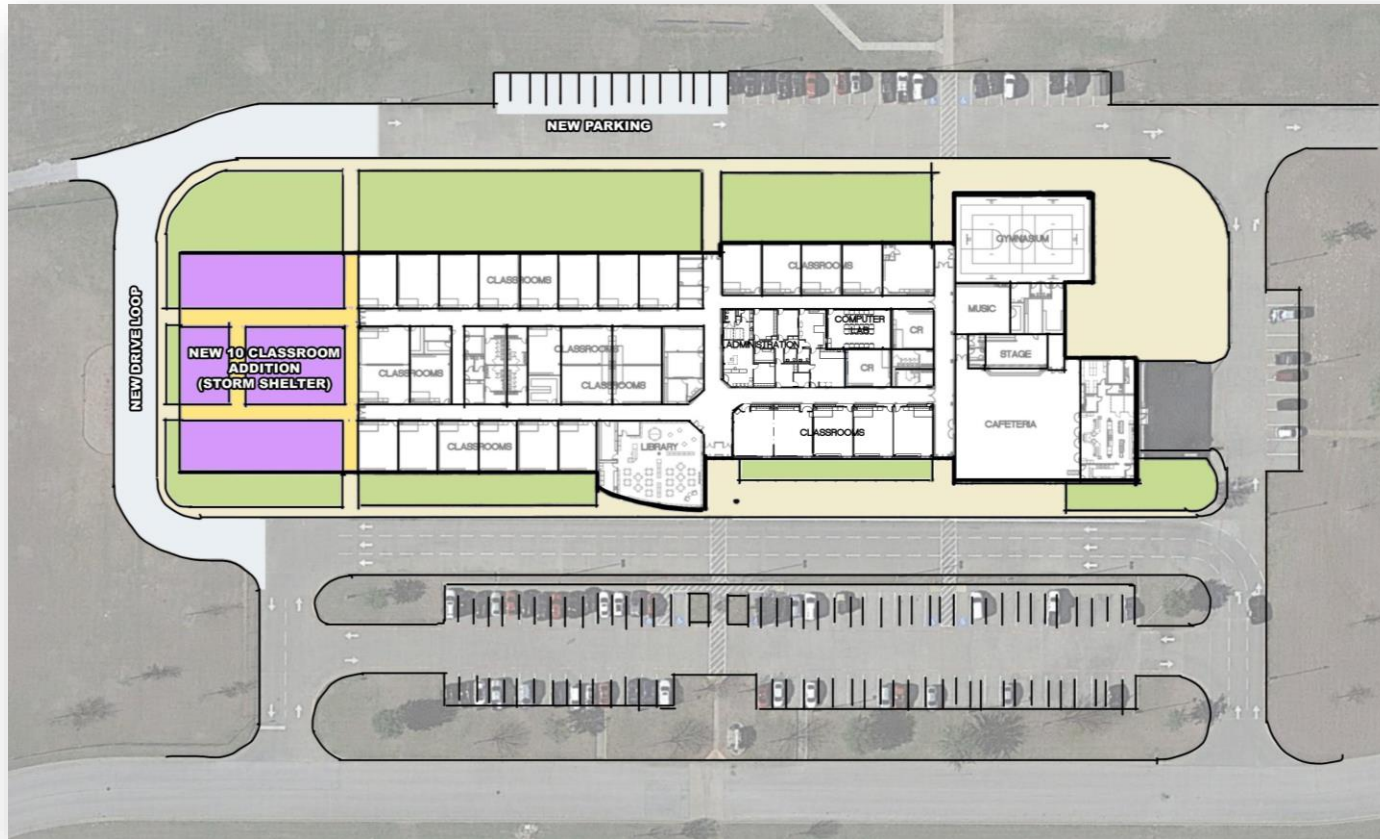 NEW PARKING
GYMNASIUM
CLASSROOMS
CLASSROOMS
MUSIC
COMPUTER
LAB
CR
ADMINISTRATION
STAGE
CR
NEW DRIVE LOOP
NEW 10 CLASSROOM
ADDITION
(STORM SHELTER)
CLASSROOMS
CLASSROOMS
CLASSROOMS
CAFETERIA
CLASSROOMS
CLASSROOMS
LIBRARY